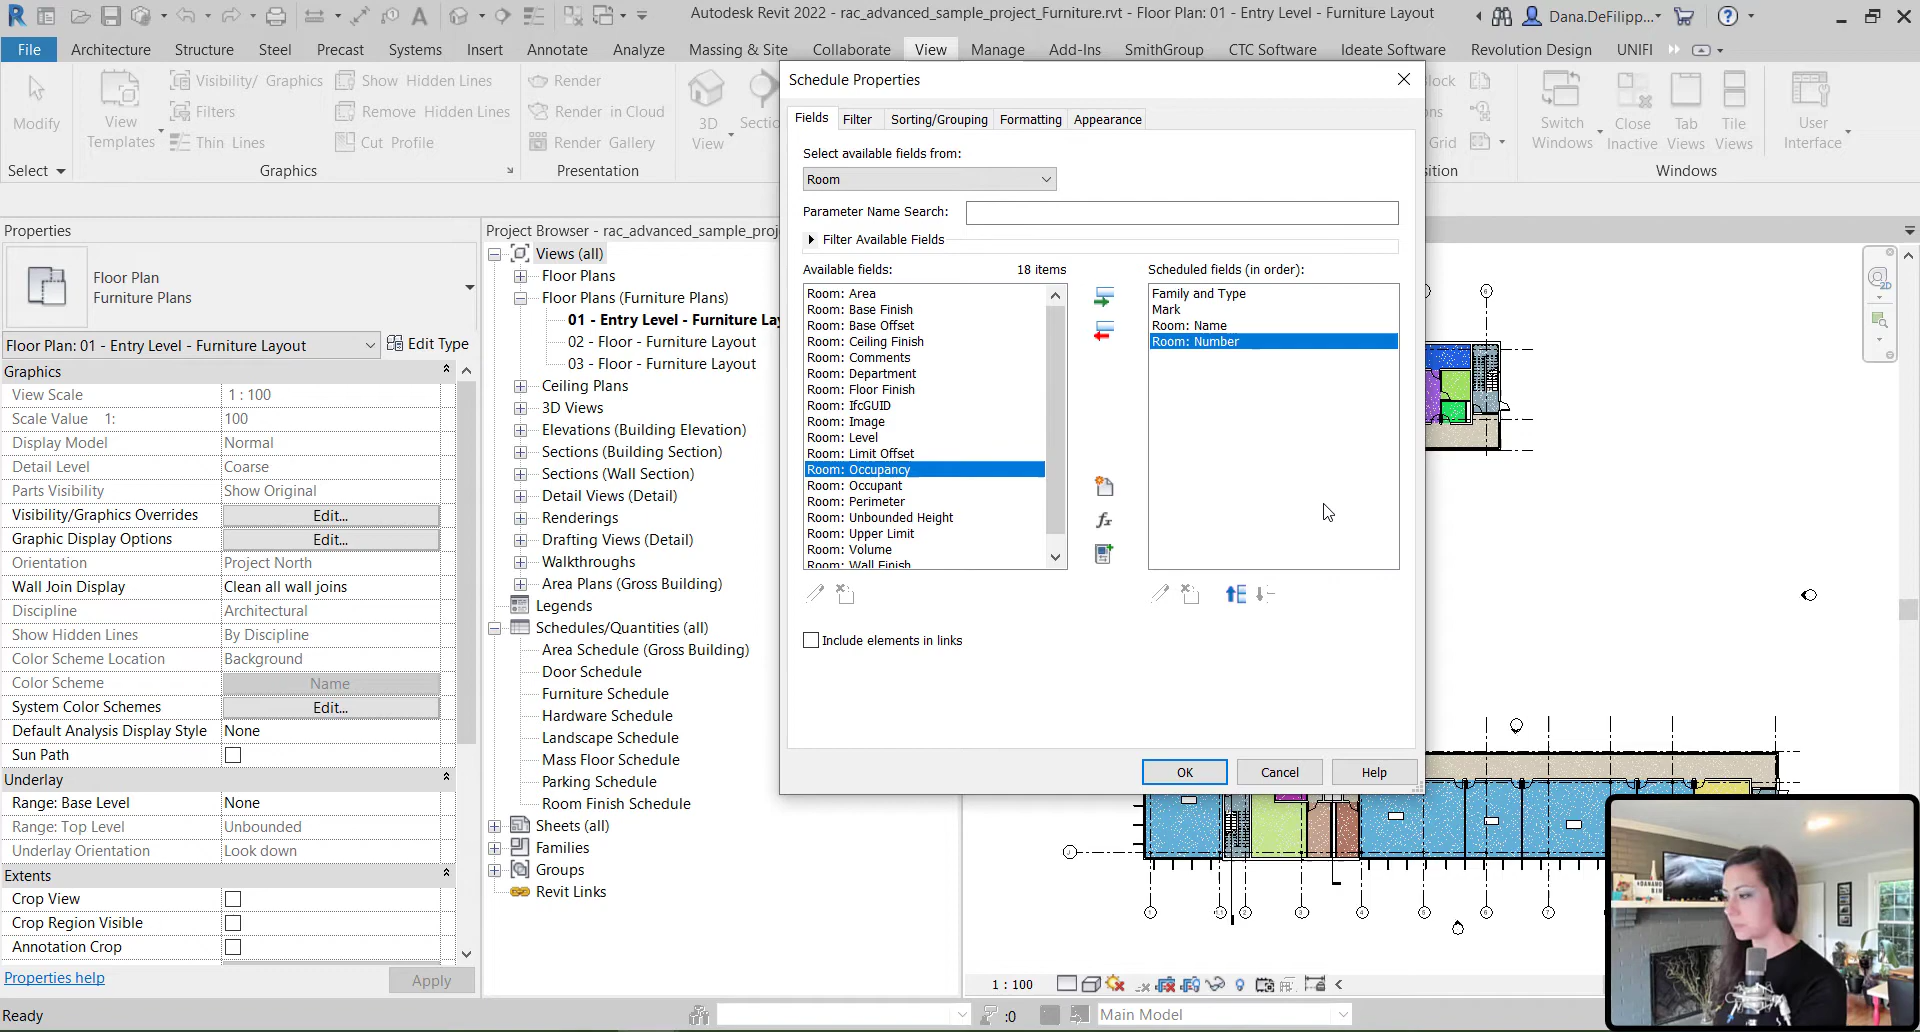 Autodesk Revit 2022 - rac_advanced_sample_project_Furniture.rvt - Floor Plan: 01 - Entry Level - Furniture Layout
Dana.DeFilipp...
File
Architecture
Structure
Steel
Precast
Systems
Insert
Annotate
Analyze
Massing & Site
Collaborate
View
Manage
Add-Ins
SmithGroup
CTC Software
Ideate Software
Revolution Design
UNIFI
Modify
View
Templates
Visibility/ Graphics
Filters
Thin Lines
Show Hidden Lines
Remove Hidden Lines
Cut Profile
Render
Render in Cloud
Render Gallery
3D
View
Sectio
Switch
Windows
Close
Inactive
Tab
Views
Tile
Views
User
Interface
Select
Graphics
Presentation
Windows
Properties
Floor Plan
Furniture Plans
Floor Plan: 01 - Entry Level - Furniture Layout
Edit Type
Graphics
View Scale 1 : 100
Scale Value 1: 100
Display Model Normal
Detail Level Coarse
Parts Visibility Show Original
Visibility/Graphics Overrides Edit...
Graphic Display Options Edit...
Orientation Project North
Wall Join Display Clean all wall joins
Discipline Architectural
Show Hidden Lines By Discipline
Color Scheme Location Background
Color Scheme Name
System Color Schemes Edit...
Default Analysis Display Style None
Sun Path
Underlay
Range: Base Level None
Range: Top Level Unbounded
Underlay Orientation Look down
Extents
Crop View
Crop Region Visible
Annotation Crop
Properties help
Apply
Project Browser - rac_advanced_sample_proj
Views (all)
Floor Plans
Floor Plans (Furniture Plans)
01 - Entry Level - Furniture Lay
02 - Floor - Furniture Layout
03 - Floor - Furniture Layout
Ceiling Plans
3D Views
Elevations (Building Elevation)
Sections (Building Section)
Sections (Wall Section)
Detail Views (Detail)
Renderings
Drafting Views (Detail)
Walkthroughs
Area Plans (Gross Building)
Legends
Schedules/Quantities (all)
Area Schedule (Gross Building)
Door Schedule
Furniture Schedule
Hardware Schedule
Landscape Schedule
Mass Floor Schedule
Parking Schedule
Room Finish Schedule
Sheets (all)
Families
Groups
Revit Links
Schedule Properties
Fields
Filter
Sorting/Grouping
Formatting
Appearance
Select available fields from:
Room
Parameter Name Search:
Filter Available Fields
Available fields: 18 items
Room: Area
Room: Base Finish
Room: Base Offset
Room: Ceiling Finish
Room: Comments
Room: Department
Room: Floor Finish
Room: IfcGUID
Room: Image
Room: Level
Room: Limit Offset
Room: Occupancy
Room: Occupant
Room: Perimeter
Room: Unbounded Height
Room: Upper Limit
Room: Volume
Room: Wall Finish
Scheduled fields (in order):
Family and Type
Mark
Room: Name
Room: Number
fx
Include elements in links
OK
Cancel
Help
1 : 100
Ready
:0
Main Model